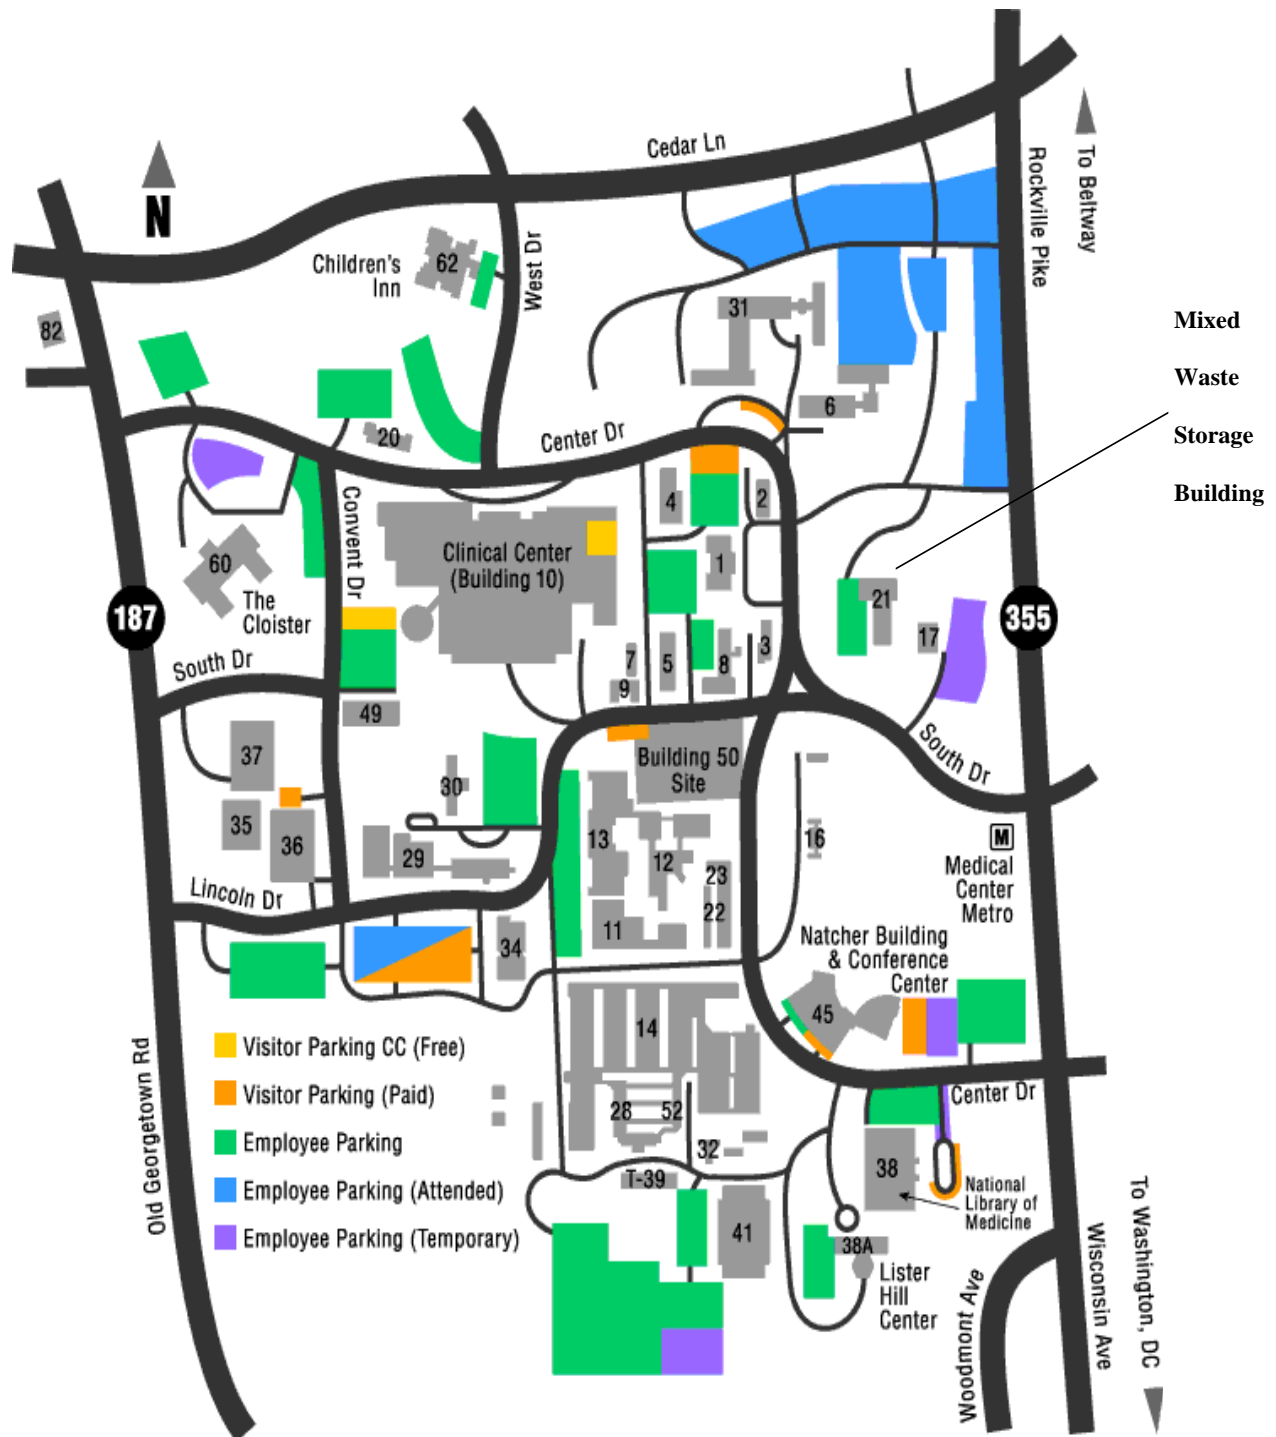 Cedar Ln
To Beltway
Rockville Pike
N
Children's
Inn
62
West Dr
82
31
Mixed
Waste
Storage
Building
6
20
Center Dr
Convent Dr
4
2
Clinical Center
(Building 10)
1
60
The
Cloister
187
21
17
355
South Dr
7
5
8
3
9
49
37
30
Building 50
Site
South Dr
35
36
29
13
12
16
M
Medical
Center
Metro
23
22
Lincoln Dr
11
34
Natcher Building
& Conference
Center
45
14
Visitor Parking CC (Free)
Visitor Parking (Paid)
Employee Parking
Employee Parking (Attended)
Employee Parking (Temporary)
Old Georgetown Rd
28
52
32
Center Dr
T-39
38
National
Library of
Medicine
41
38A
Lister
Hill
Center
Woodmont Ave
Wisconsin Ave
To Washington, DC